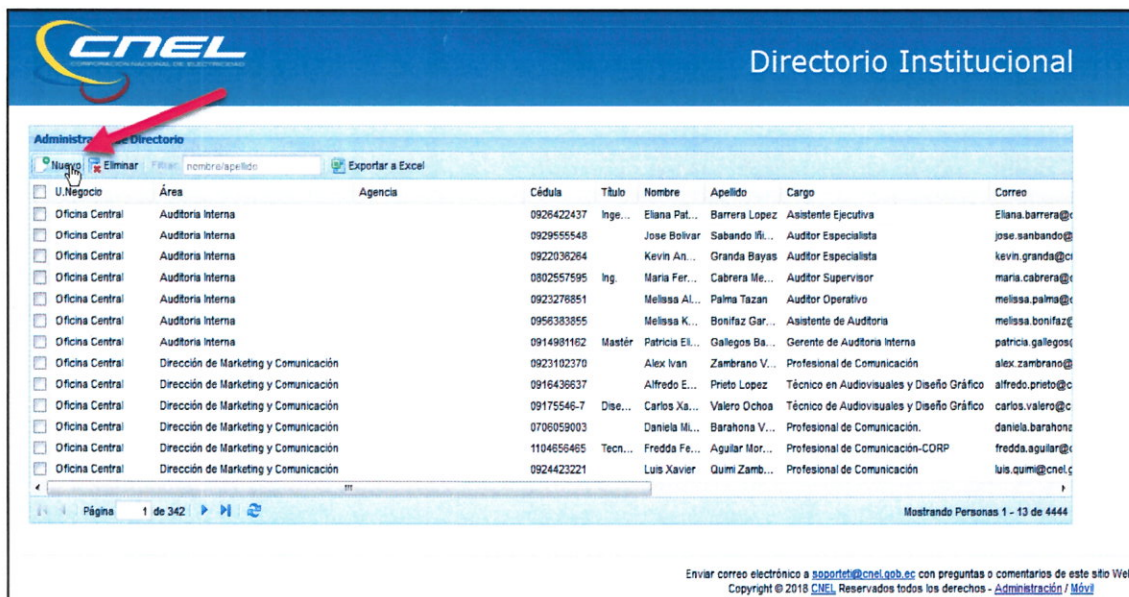 CNEL
CORPORACIÓN NACIONAL DE ELECTRICIDAD
Directorio Institucional
Directorio
Nuevo Eliminar Filtrar: nombre/apellido Exportar a Excel
U.Negocio Área Agencia Cédula Título Nombre Apellido Cargo Correo
Oficina Central Auditoria Interna 0926422437 Inge... Eliana Pat... Barrera Lopez Asistente Ejecutiva Eliana.barrera@c
Oficina Central Auditoria Interna 0929555548 Jose Bolivar Sabando Iñi... Auditor Especialista jose.sanbando@
Oficina Central Auditoria Interna 0922036264 Kevin An... Granda Bayas Auditor Especialista kevin.granda@cr
Oficina Central Auditoria Interna 0802557595 Ing. Maria Fer... Cabrera Me... Auditor Supervisor maria.cabrera@c
Oficina Central Auditoria Interna 0923276851 Melissa Al... Palma Tazan Auditor Operativo melissa.palma@c
Oficina Central Auditoria Interna 0956383855 Melissa K... Bonifaz Gar... Asistente de Auditoria melissa.bonifaz@
Oficina Central Auditoria Interna 0914981162 Mastér Patricia El... Gallegos Ba... Gerente de Auditoria Interna patricia.gallegos@
Oficina Central Dirección de Marketing y Comunicación 0923102370 Alex Ivan Zambrano V... Profesional de Comunicación alex.zambrano@
Oficina Central Dirección de Marketing y Comunicación 0916436637 Alfredo E... Prieto Lopez Técnico en Audiovisuales y Diseño Gráfico alfredo.prieto@c
Oficina Central Dirección de Marketing y Comunicación 09175546-7 Dise... Carlos Xa... Valero Ochoa Técnico de Audiovisuales y Diseño Gráfico carlos.valero@c
Oficina Central Dirección de Marketing y Comunicación 0706059003 Daniela Mi... Barahona V... Profesional de Comunicación. daniela.barahona
Oficina Central Dirección de Marketing y Comunicación 1104656465 Tecn... Fredda Fe... Aguilar Mor... Profesional de Comunicación-CORP fredda.aguilar@c
Oficina Central Dirección de Marketing y Comunicación 0924423221 Luis Xavier Qumi Zamb... Profesional de Comunicación luis.qumi@cnel.g
Página 1 de 342 Mostrando Personas 1 - 13 de 4444
Enviar correo electrónico a soporteti@cnel.gob.ec con preguntas o comentarios de este sitio Wel
Copyright © 2018 CNEL Reservados todos los derechos - Administración / Móvil